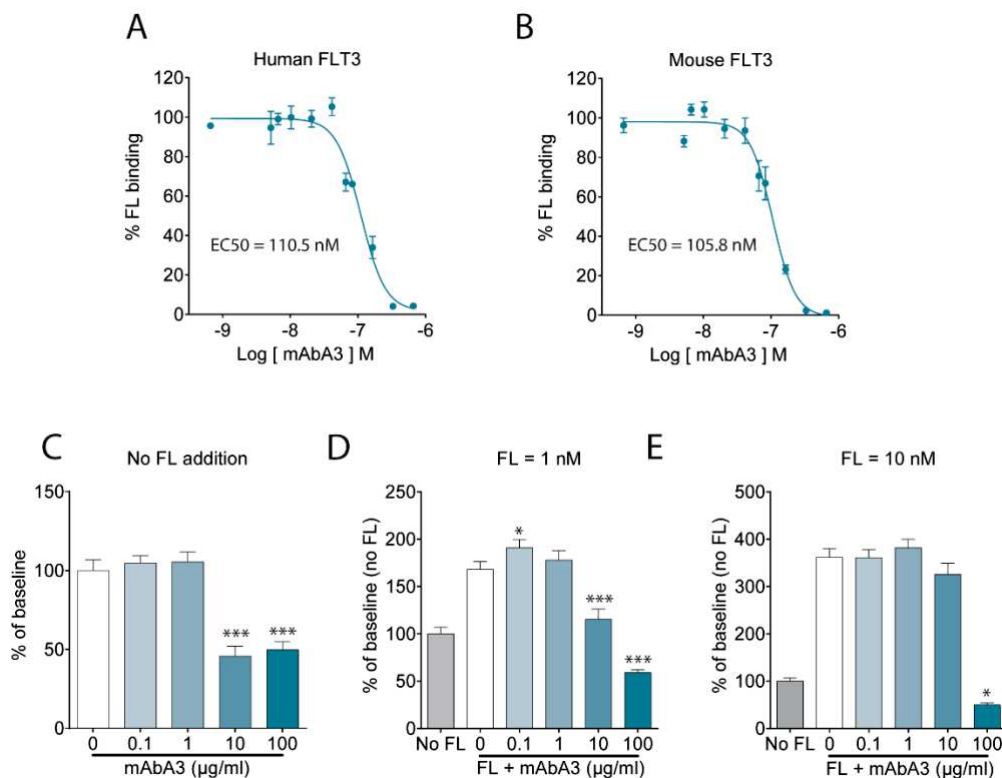 A
Human FLT3
120
100
80
60
40
20
0
% FL binding
EC50 = 110.5 nM
-9 -8 -7 -6
Log [ mAbA3 ] M
B
Mouse FLT3
120
100
80
60
40
20
0
% FL binding
EC50 = 105.8 nM
-9 -8 -7 -6
Log [ mAbA3 ] M
C
No FL addition
150
100
50
0
% of baseline
*** ***
0 0.1 1 10 100
mAbA3 (µg/ml)
D
FL = 1 nM
250
200
150
100
50
0
% of baseline (no FL)
*
***
***
No FL 0 0.1 1 10 100
FL + mAbA3 (µg/ml)
E
FL = 10 nM
500
400
300
200
100
0
% of baseline (no FL)
*
No FL 0 0.1 1 10 100
FL + mAbA3 (µg/ml)